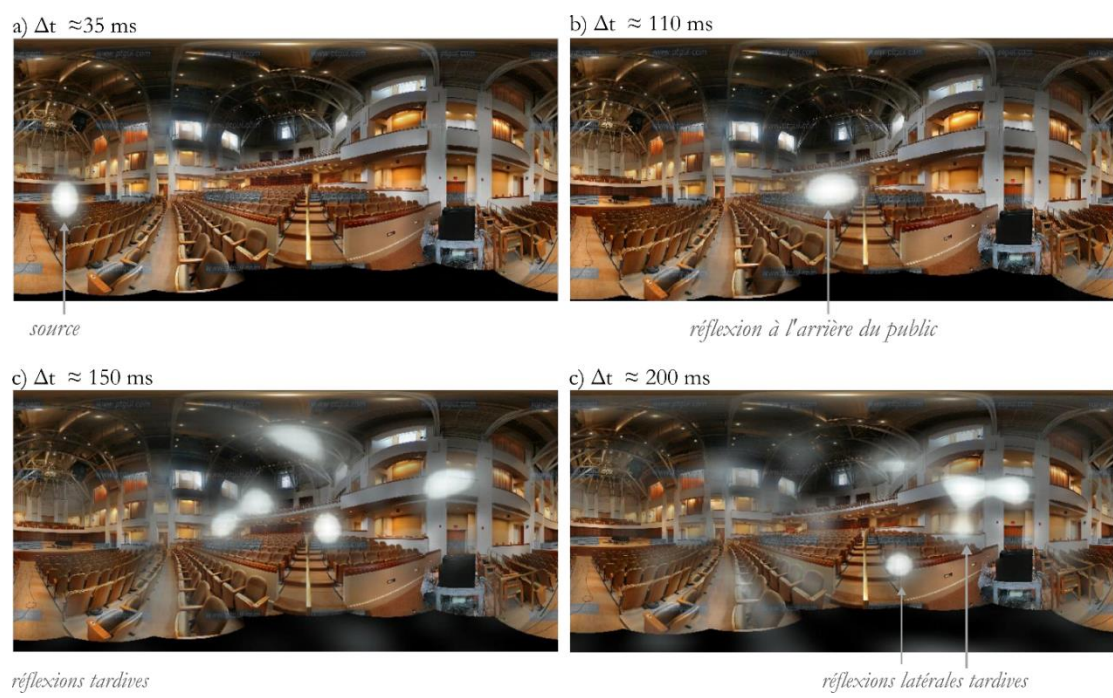 a) Δt ≈35 ms
b) Δt ≈ 110 ms
source
réflexion à l'arrière du public
c) Δt ≈ 150 ms
c) Δt ≈ 200 ms
réflexions tardives
réflexions latérales tardives